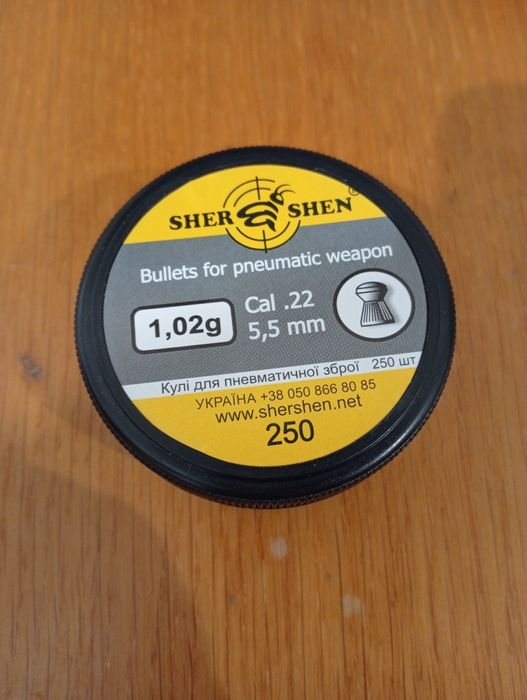 SHER SHEN®
Bullets for pneumatic weapon
1,02g
Cal .22
5,5 mm
Кулі для пневматичної зброї 250 шт
УКРАЇНА +38 050 866 80 85
www.shershen.net
250